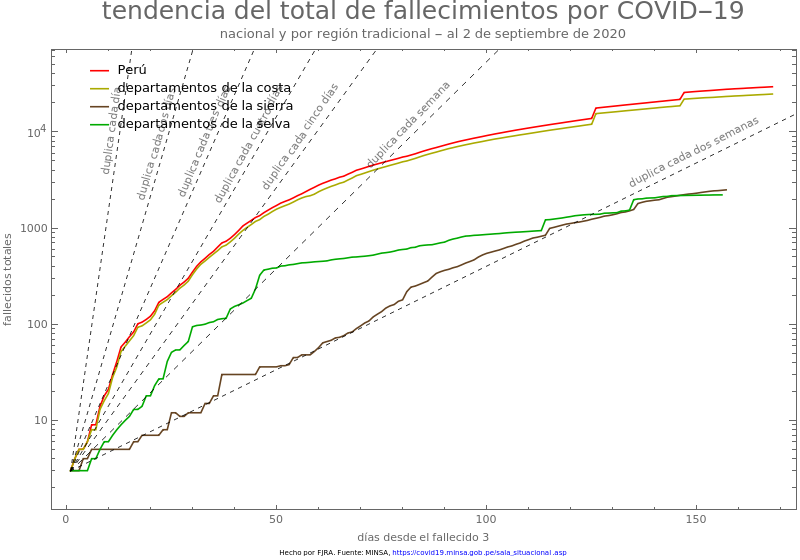 tendencia del total de fallecimientos por COVID−19
nacional y por región tradicional − al 2 de septiembre de 2020
Perú
departamentos de la costa
departamentos de la sierra
departamentos de la selva
duplica cada día
duplica cada dos días
duplica cada tres días
duplica cada cuatro días
duplica cada cinco días
duplica cada semana
duplica cada dos semanas
fallecidos totales
10^4
1000
100
10
0 50 100 150
días desde el fallecido 3
Hecho por FJRA. Fuente: MINSA, https://covid19.minsa.gob.pe/sala_situacional.asp